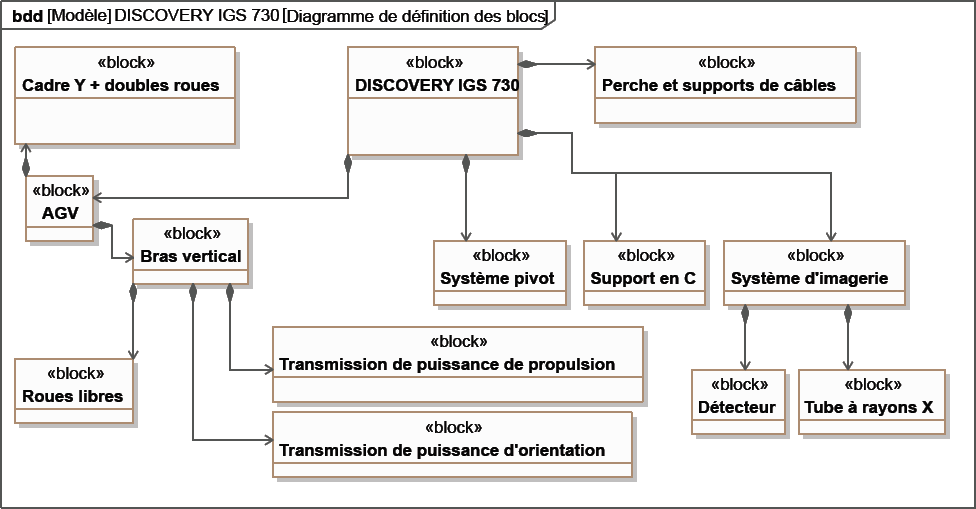 bdd [Modèle] DISCOVERY IGS 730 [Diagramme de définition des blocs]
«block»
Cadre Y + doubles roues
«block»
DISCOVERY IGS 730
«block»
Perche et supports de câbles
«block»
AGV
«block»
Bras vertical
«block»
Système pivot
«block»
Support en C
«block»
Système d'imagerie
«block»
Transmission de puissance de propulsion
«block»
Roues libres
«block»
Détecteur
«block»
Tube à rayons X
«block»
Transmission de puissance d'orientation